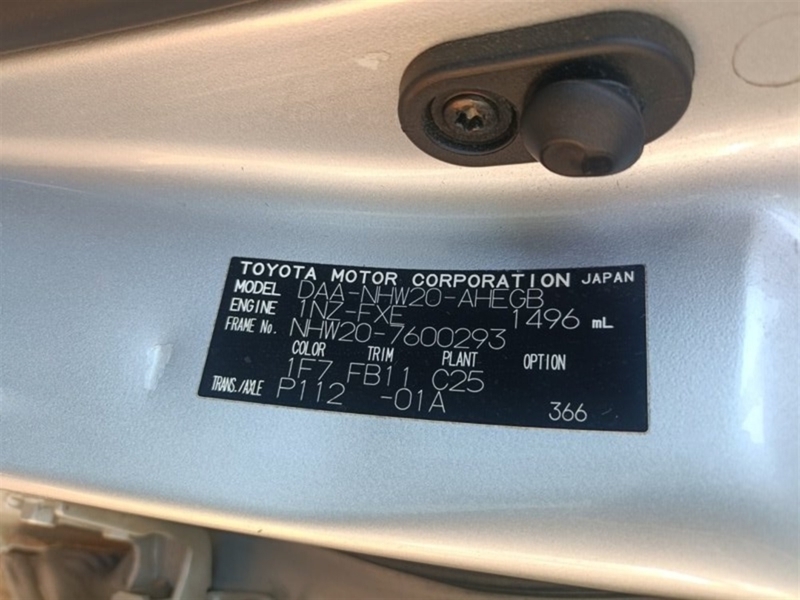 TOYOTA MOTOR CORPORATION JAPAN
MODEL DAA-NHW20-AHEGB
ENGINE 1NZ-FXE 1496 mL
FRAME No. NHW20-7600293
COLOR TRIM PLANT OPTION
1F7 FB11 C25
TRANS./AXLE P112 -01A
366